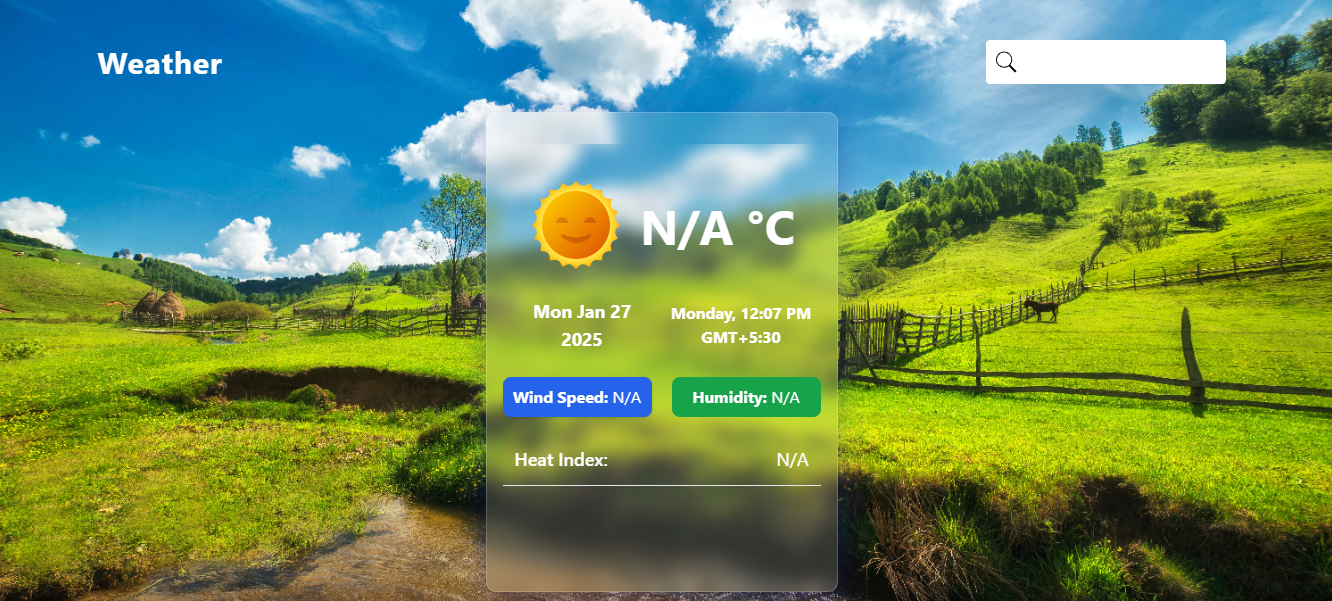 Weather
N/A °C
Mon Jan 27
2025
Monday, 12:07 PM
GMT+5:30
Wind Speed: N/A
Humidity: N/A
Heat Index: N/A